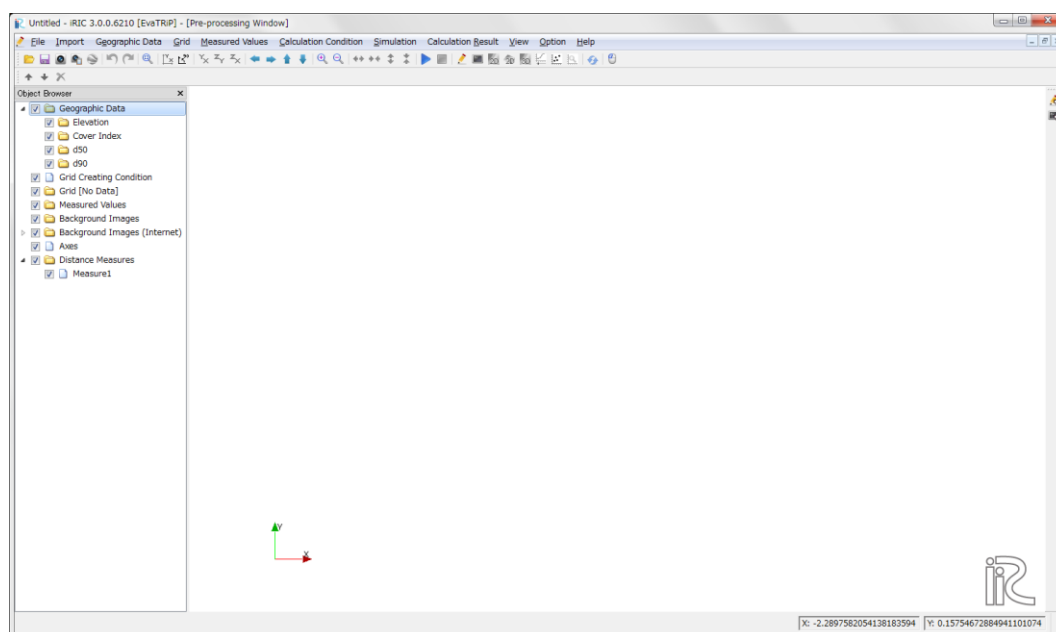 Untitled - iRIC 3.0.0.6210 [EvaTRiP] - [Pre-processing Window]
File Import Geographic Data Grid Measured Values Calculation Condition Simulation Calculation Result View Option Help
Object Browser
Geographic Data
Elevation
Cover Index
d50
d90
Grid Creating Condition
Grid [No Data]
Measured Values
Background Images
Background Images (Internet)
Axes
Distance Measures
Measure1
Y
X
iRIC
X: -2.2897582054138183594 Y: 0.15754672884941101074